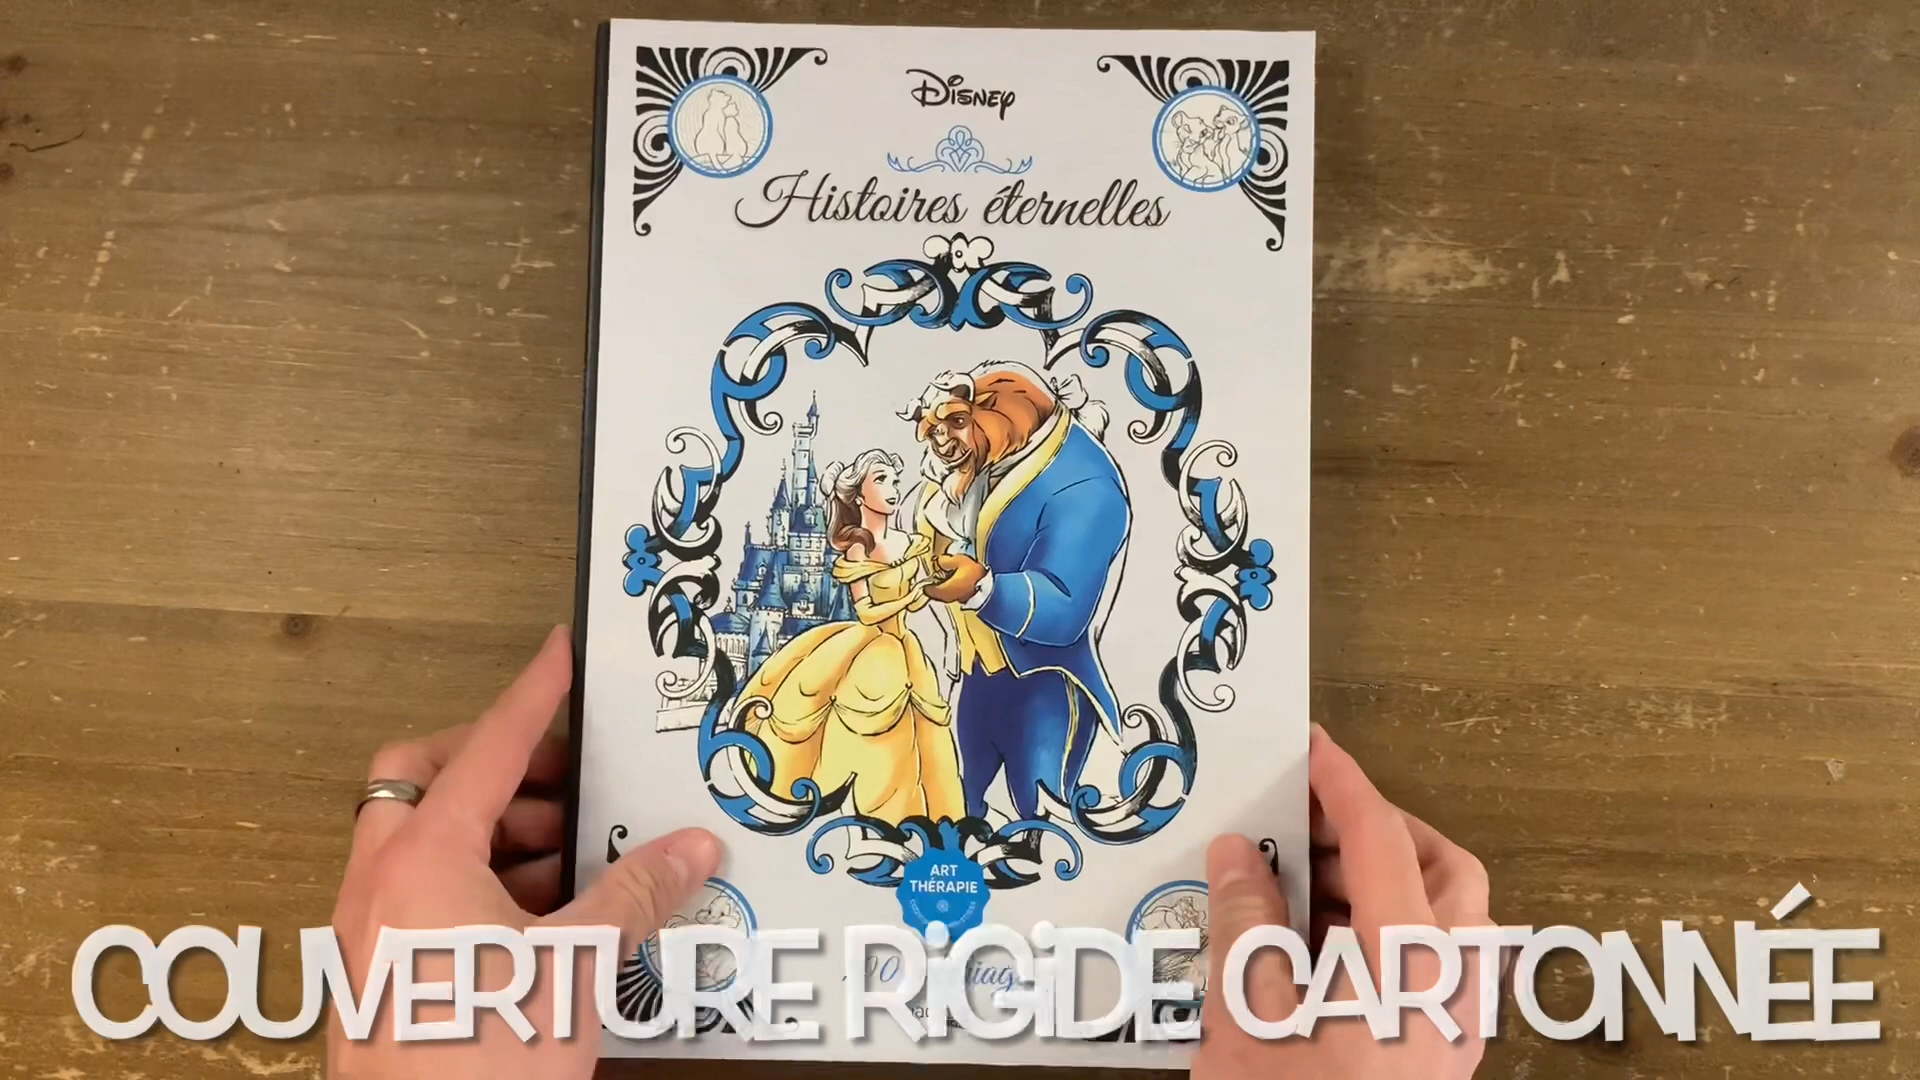 Disney
Histoires éternelles
ART
THÉRAPIE
COUVERTURE RiGiDE CARTONNÉE